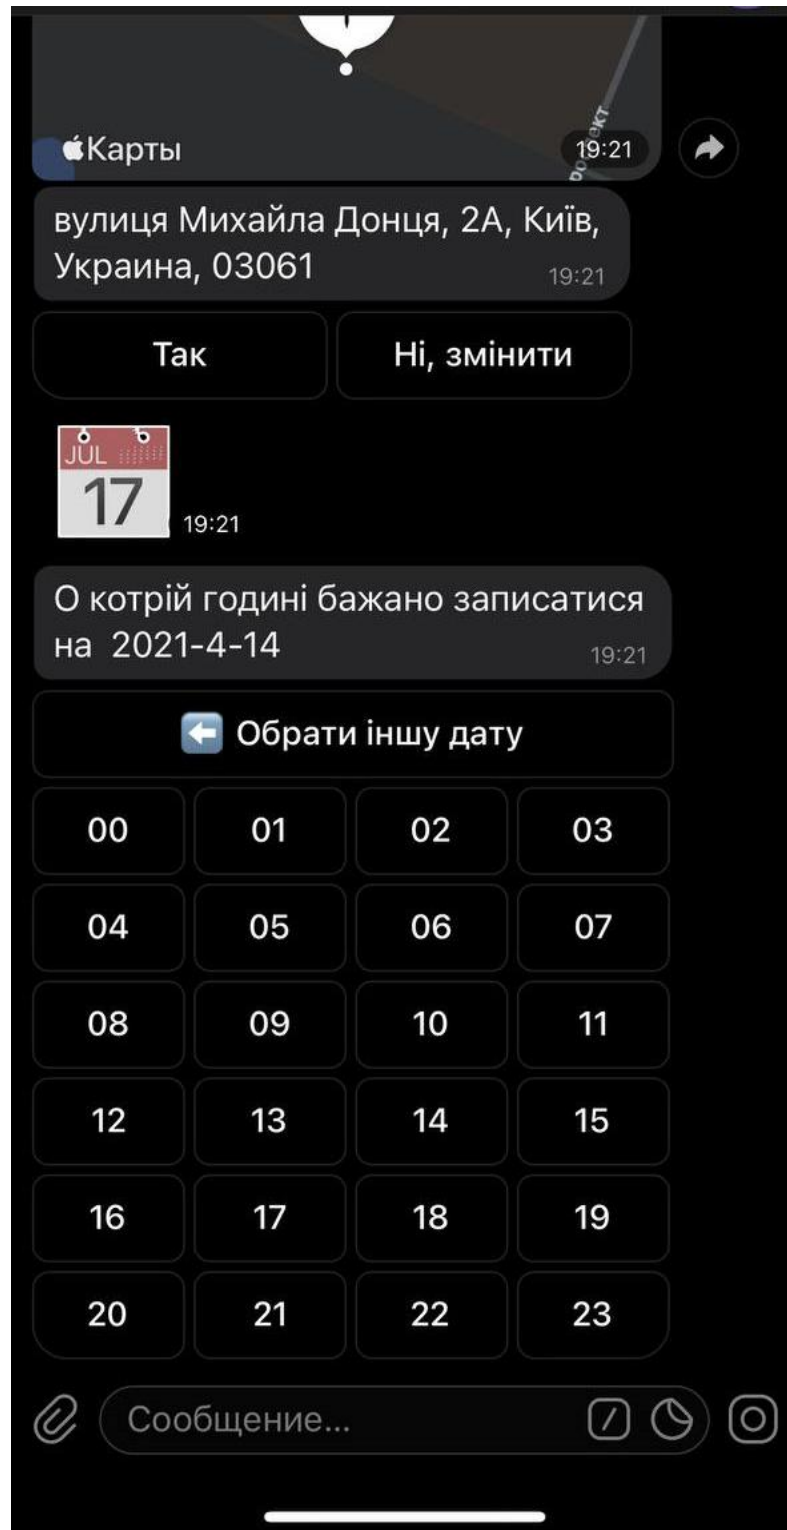 Карты
19:21
вулиця Михайла Донця, 2А, Київ,
Украина, 03061
19:21
Так
Ні, змінити
JUL
17
19:21
О котрій годині бажано записатися
на 2021-4-14
19:21
Обрати іншу дату
00 01 02 03
04 05 06 07
08 09 10 11
12 13 14 15
16 17 18 19
20 21 22 23
Сообщение...